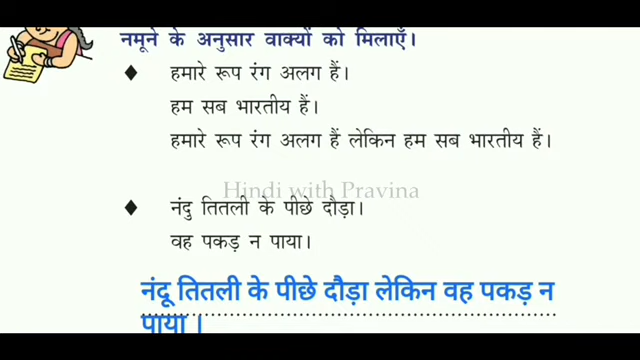 नमूने के अनुसार वाक्यों को मिलाएँ।
♦ हमारे रूप रंग अलग हैं।
हम सब भारतीय हैं।
हमारे रूप रंग अलग हैं लेकिन हम सब भारतीय हैं।
Hindi with Pravina
♦ नंदु तितली के पीछे दौड़ा।
वह पकड़ न पाया।
नंदू तितली के पीछे दौड़ा लेकिन वह पकड़ न
पाया ।